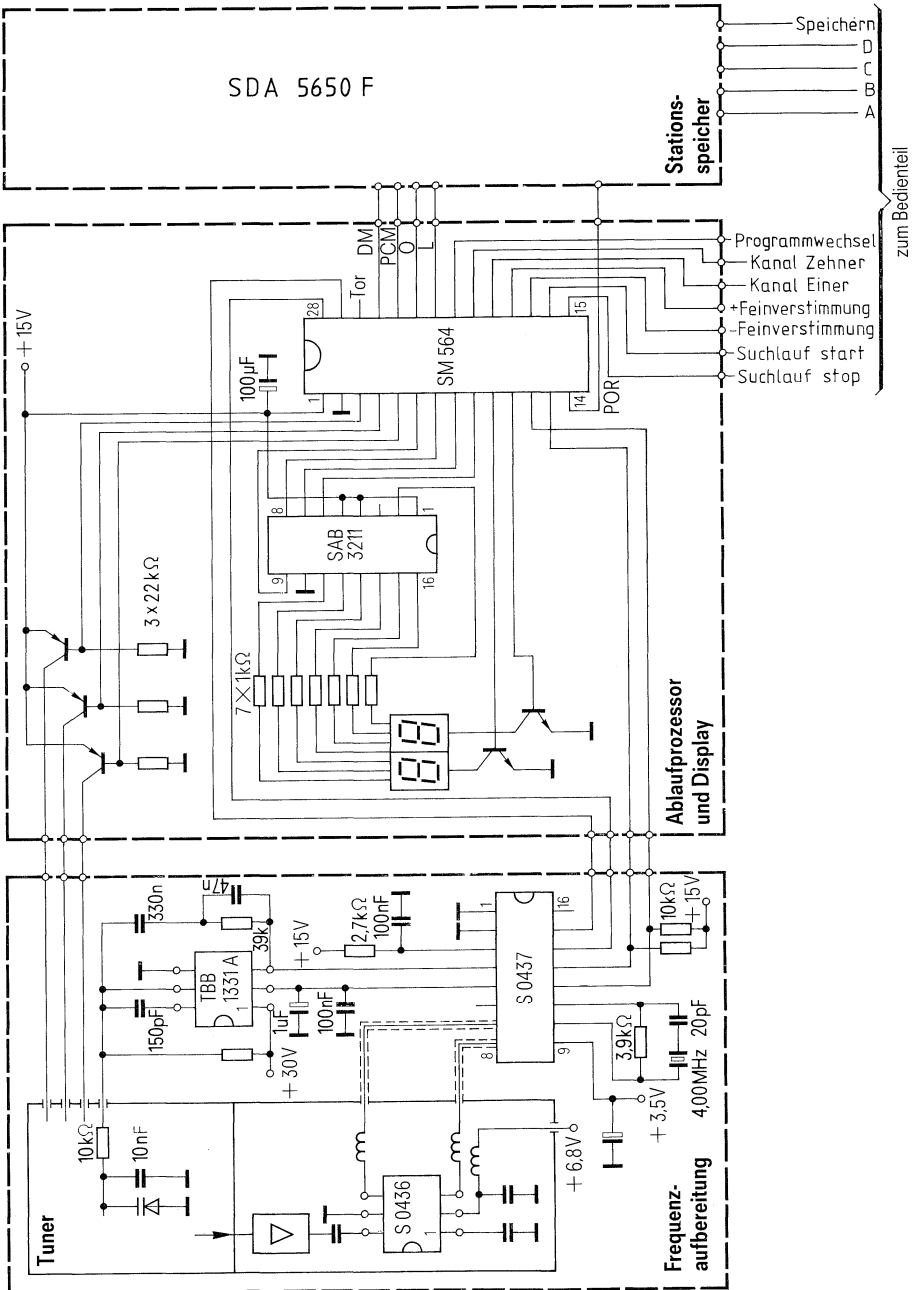 SDA 5650 F
Stations-
speicher
Speichern
D
C
B
A
zum Bedienteil
DM
PCM
O
L
Tor
28
1
SM 564
15
14
POR
Programmwechsel
Kanal Zehner
Kanal Einer
+Feinverstimmung
-Feinverstimmung
Suchlauf start
Suchlauf stop
+15V
100µF
3 x 22kΩ
8
9
SAB
3211
1
16
7×1kΩ
88
Ablaufprozessor
und Display
330n
47n
39k
TBB
1331 A
1
150pF
+30V
1uF
100nF
+15V
2,7kΩ
100nF
1
16
S 0437
8
9
10kΩ
+15V
3,9kΩ
20pF
4,00MHz
+3,5V
10kΩ
10nF
Tuner
S 0436
1
+6,8V
Frequenz-
aufbereitung